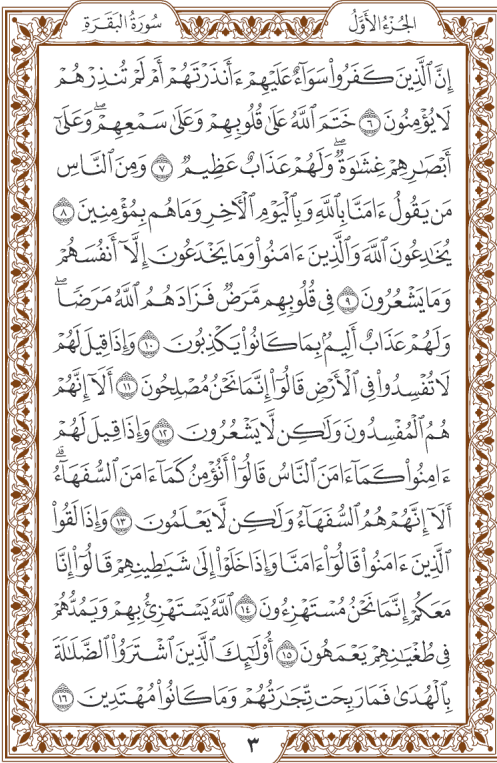 الجُزْءُ الأَوَّلُ
سُورَةُ البَقَرَةِ
إِنَّ ٱلَّذِينَ كَفَرُوا۟ سَوَآءٌ عَلَيْهِمْ ءَأَنذَرْتَهُمْ أَمْ لَمْ تُنذِرْهُمْ
لَا يُؤْمِنُونَ ٦ خَتَمَ ٱللَّهُ عَلَىٰ قُلُوبِهِمْ وَعَلَىٰ سَمْعِهِمْ ۖ وَعَلَىٰٓ
أَبْصَـٰرِهِمْ غِشَـٰوَةٌ ۖ وَلَهُمْ عَذَابٌ عَظِيمٌ ٧ وَمِنَ ٱلنَّاسِ
مَن يَقُولُ ءَامَنَّا بِٱللَّهِ وَبِٱلْيَوْمِ ٱلْـَٔاخِرِ وَمَا هُم بِمُؤْمِنِينَ ٨
يُخَـٰدِعُونَ ٱللَّهَ وَٱلَّذِينَ ءَامَنُوا۟ وَمَا يَخْدَعُونَ إِلَّآ أَنفُسَهُمْ
وَمَا يَشْعُرُونَ ٩ فِى قُلُوبِهِم مَّرَضٌ فَزَادَهُمُ ٱللَّهُ مَرَضًا ۖ
وَلَهُمْ عَذَابٌ أَلِيمٌۢ بِمَا كَانُوا۟ يَكْذِبُونَ ١٠ وَإِذَا قِيلَ لَهُمْ
لَا تُفْسِدُوا۟ فِى ٱلْأَرْضِ قَالُوٓا۟ إِنَّمَا نَحْنُ مُصْلِحُونَ ١١ أَلَآ إِنَّهُمْ
هُمُ ٱلْمُفْسِدُونَ وَلَـٰكِن لَّا يَشْعُرُونَ ١٢ وَإِذَا قِيلَ لَهُمْ
ءَامِنُوا۟ كَمَآ ءَامَنَ ٱلنَّاسُ قَالُوٓا۟ أَنُؤْمِنُ كَمَآ ءَامَنَ ٱلسُّفَهَآءُ ۗ
أَلَآ إِنَّهُمْ هُمُ ٱلسُّفَهَآءُ وَلَـٰكِن لَّا يَعْلَمُونَ ١٣ وَإِذَا لَقُوا۟
ٱلَّذِينَ ءَامَنُوا۟ قَالُوٓا۟ ءَامَنَّا وَإِذَا خَلَوْا۟ إِلَىٰ شَيَـٰطِينِهِمْ قَالُوٓا۟ إِنَّا
مَعَكُمْ إِنَّمَا نَحْنُ مُسْتَهْزِءُونَ ١٤ ٱللَّهُ يَسْتَهْزِئُ بِهِمْ وَيَمُدُّهُمْ
فِى طُغْيَـٰنِهِمْ يَعْمَهُونَ ١٥ أُو۟لَـٰٓئِكَ ٱلَّذِينَ ٱشْتَرَوُا۟ ٱلضَّلَـٰلَةَ
بِٱلْهُدَىٰ فَمَا رَبِحَت تِّجَـٰرَتُهُمْ وَمَا كَانُوا۟ مُهْتَدِينَ ١٦
٣